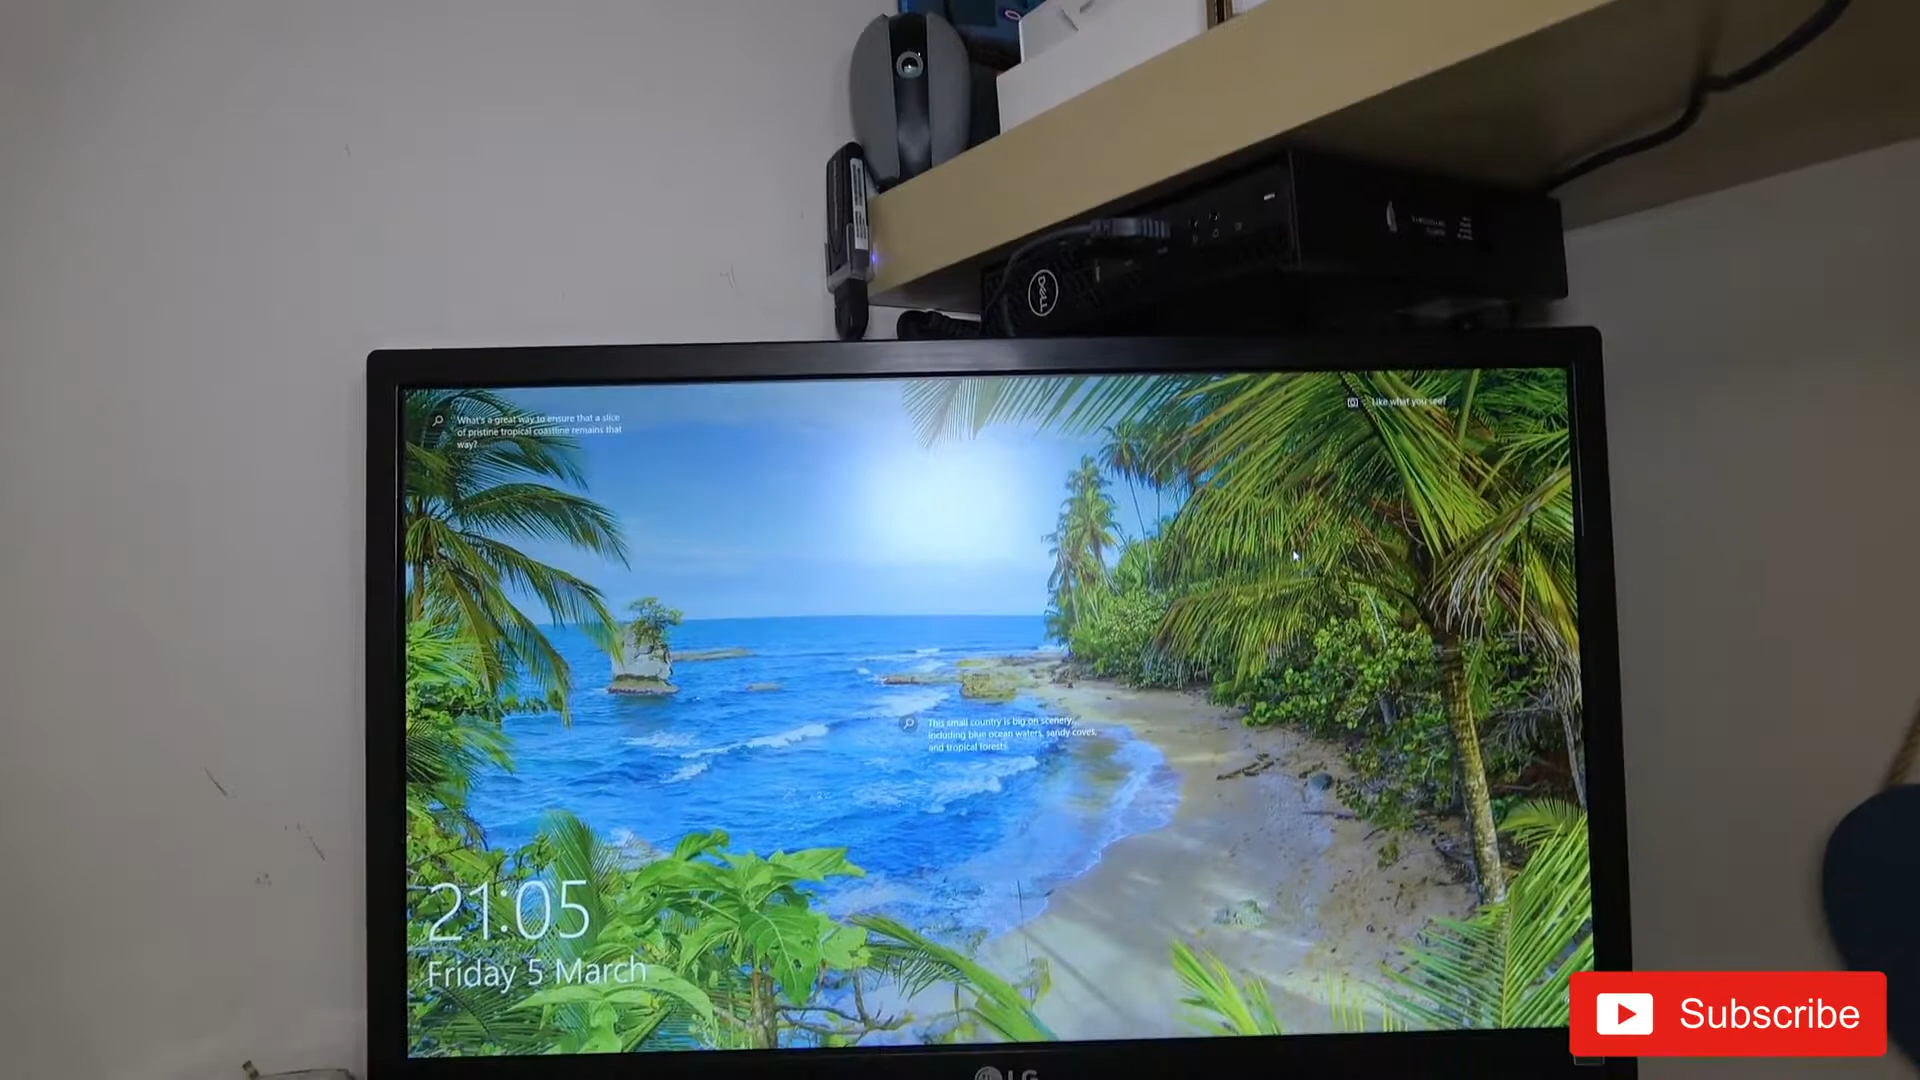 DELL
What's a great way to ensure that a slice
of pristine tropical coastline remains that
way?
Like what you see?
This small country is big on scenery,
including blue ocean waters, sandy coves,
and tropical forests.
21:05
Friday 5 March
Subscribe
LG